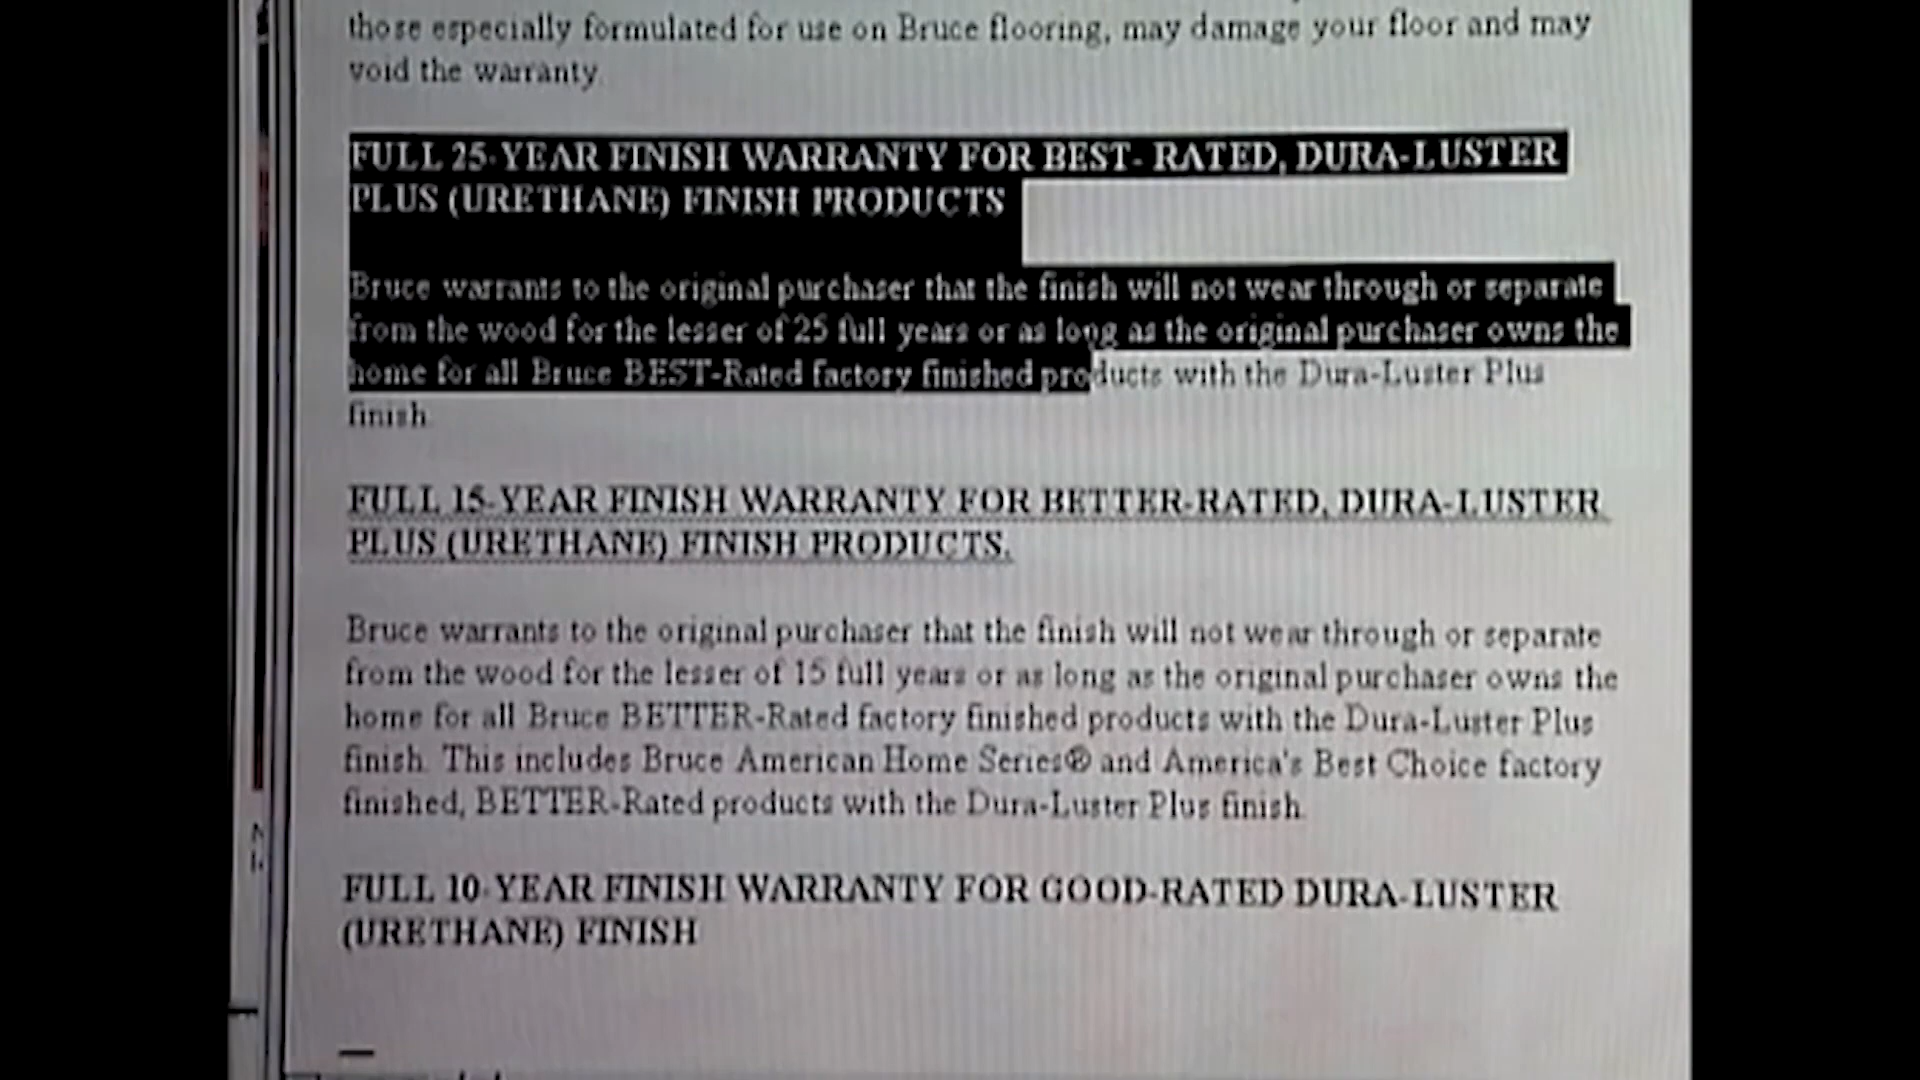 those especially formulated for use on Bruce flooring, may damage your floor and may
void the warranty.
FULL 25-YEAR FINISH WARRANTY FOR BEST- RATED, DURA-LUSTER
PLUS (URETHANE) FINISH PRODUCTS
Bruce warrants to the original purchaser that the finish will not wear through or separate
from the wood for the lesser of 25 full years or as long as the original purchaser owns the
home for all Bruce BEST-Rated factory finished products with the Dura-Luster Plus
finish.
FULL 15-YEAR FINISH WARRANTY FOR BETTER-RATED, DURA-LUSTER
PLUS (URETHANE) FINISH PRODUCTS.
Bruce warrants to the original purchaser that the finish will not wear through or separate
from the wood for the lesser of 15 full years or as long as the original purchaser owns the
home for all Bruce BETTER-Rated factory finished products with the Dura-Luster Plus
finish. This includes Bruce American Home Series® and America's Best Choice factory
finished, BETTER-Rated products with the Dura-Luster Plus finish.
FULL 10-YEAR FINISH WARRANTY FOR GOOD-RATED DURA-LUSTER
(URETHANE) FINISH